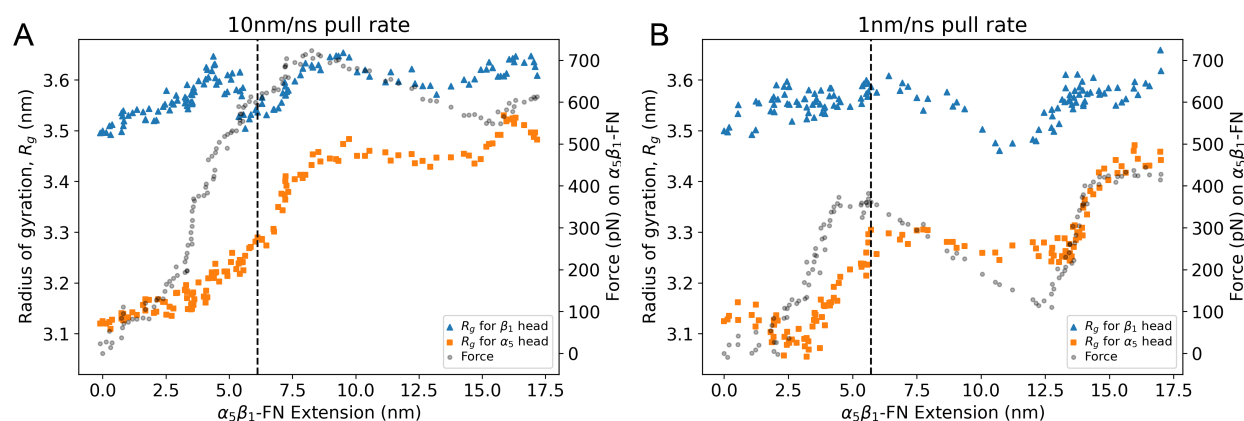 A
10nm/ns pull rate
Radius of gyration, R_g (nm)
3.6
3.5
3.4
3.3
3.2
3.1
700
600
500
400
300
200
100
0
Force (pN) on α₅β₁-FN
R_g for β₁ head
R_g for α₅ head
Force
0.0 2.5 5.0 7.5 10.0 12.5 15.0 17.5
α₅β₁-FN Extension (nm)
B
1nm/ns pull rate
Radius of gyration, R_g (nm)
3.6
3.5
3.4
3.3
3.2
3.1
700
600
500
400
300
200
100
0
Force (pN) on α₅β₁-FN
R_g for β₁ head
R_g for α₅ head
Force
0.0 2.5 5.0 7.5 10.0 12.5 15.0 17.5
α₅β₁-FN Extension (nm)